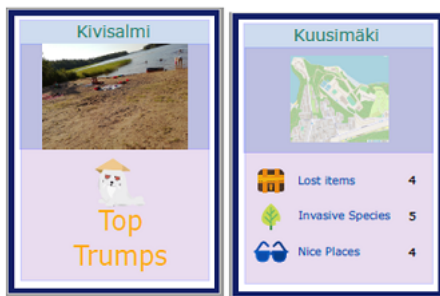 Kivisalmi
Top
Trumps
Kuusimäki
Lost items 4
Invasive Species 5
Nice Places 4